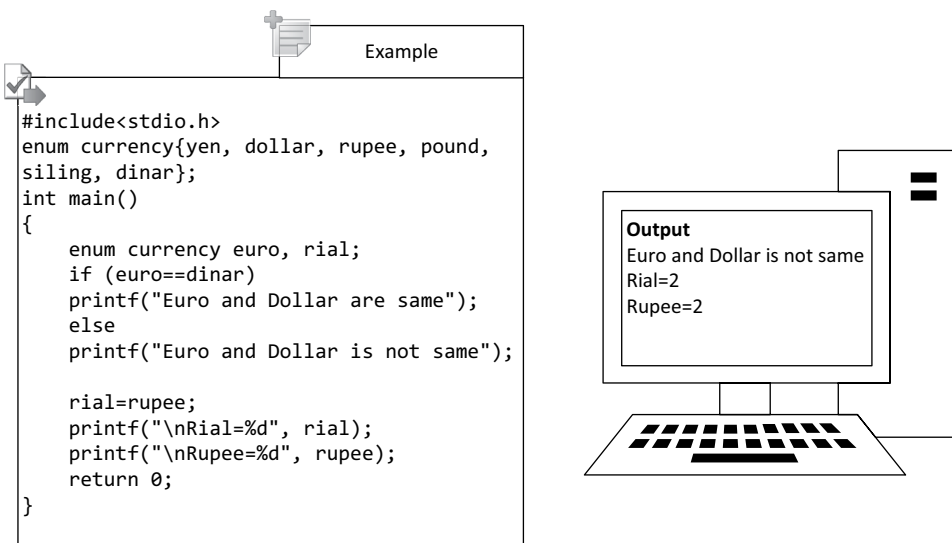 Example
#include<stdio.h>
enum currency{yen, dollar, rupee, pound,
siling, dinar};
int main()
{
    enum currency euro, rial;
    if (euro==dinar)
    printf("Euro and Dollar are same");
    else
    printf("Euro and Dollar is not same");

    rial=rupee;
    printf("\nRial=%d", rial);
    printf("\nRupee=%d", rupee);
    return 0;
}
Output
Euro and Dollar is not same
Rial=2
Rupee=2